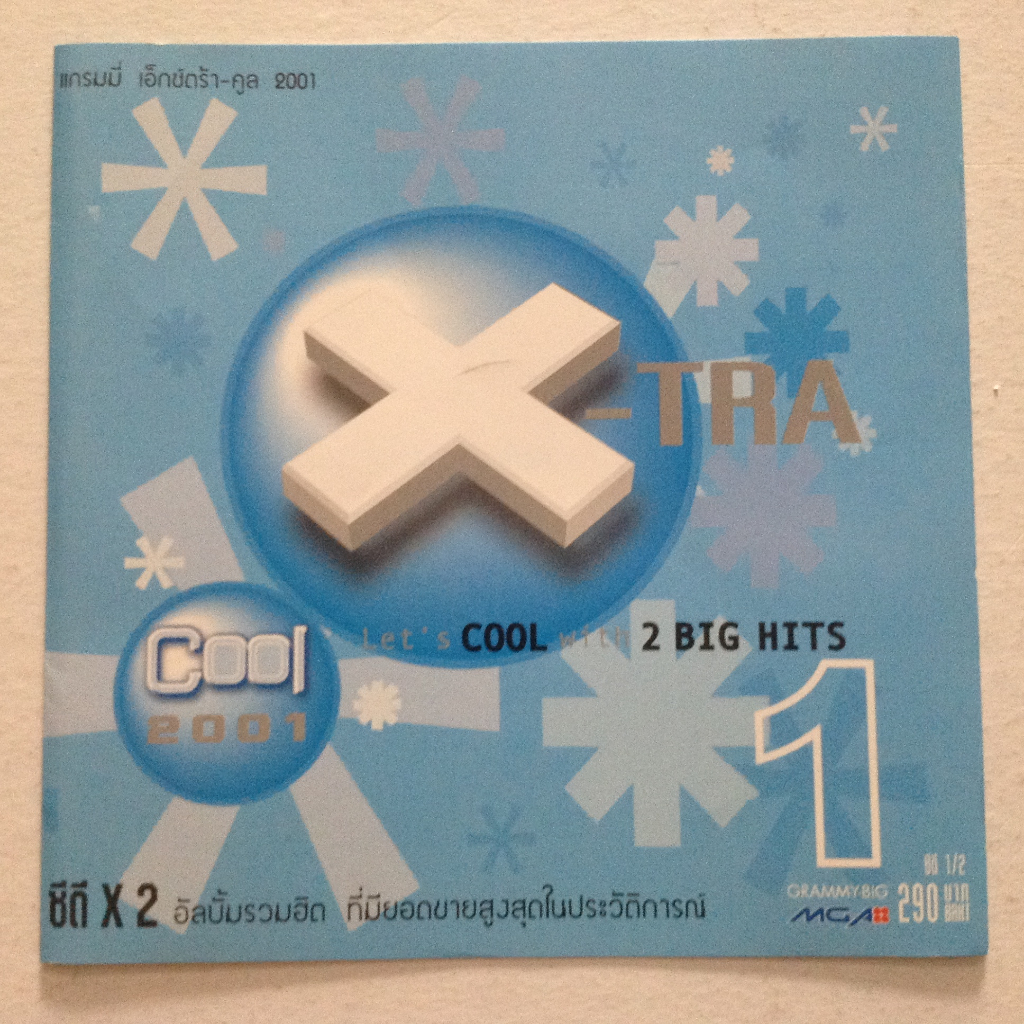 แกรมมี่ เอ็กซ์ตร้า-คูล 2001
X-TRA
Let's COOL with 2 BIG HITS
Cool
2001
1
ซีดี 1/2
GRAMMY BIG
MGA
290 บาท
BAHT
ซีดี X 2 อัลบั้มรวมฮิต ที่มียอดขายสูงสุดในประวัติการณ์